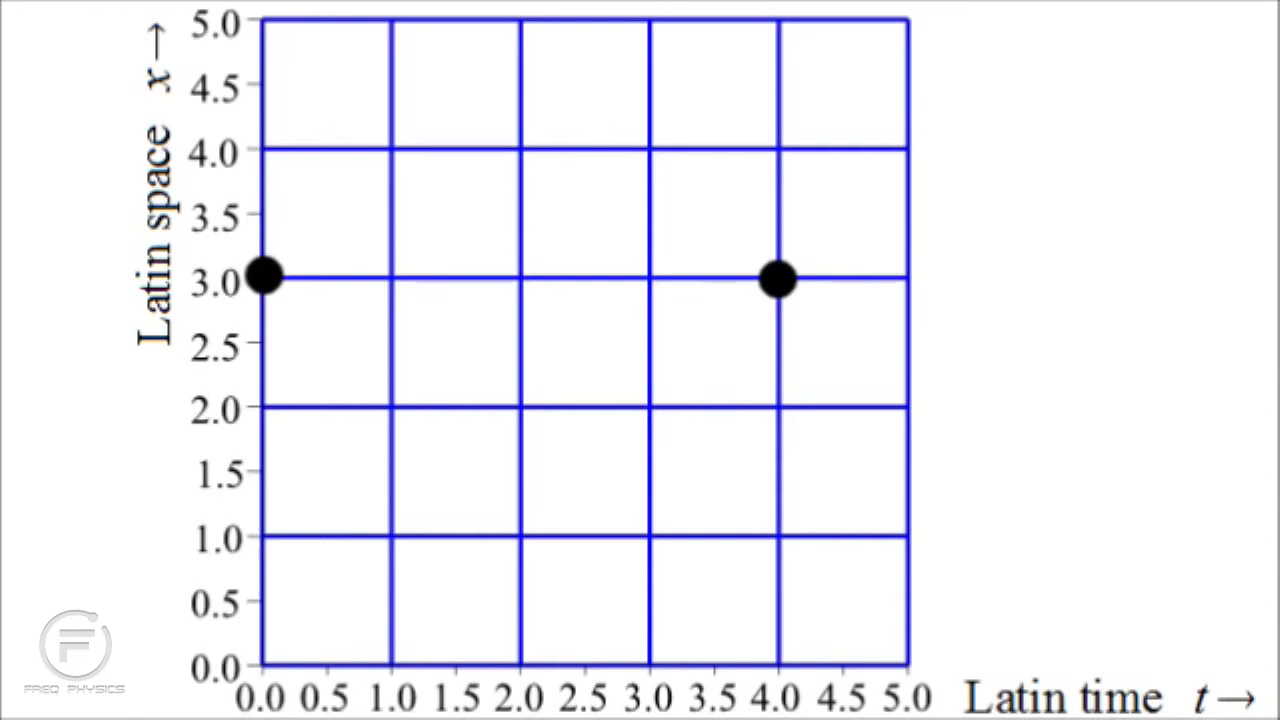 Latin space x→
5.0
4.5
4.0
3.5
3.0
2.5
2.0
1.5
1.0
0.5
0.0
0.0 0.5 1.0 1.5 2.0 2.5 3.0 3.5 4.0 4.5 5.0 Latin time t→
F
FREQ PHYSICS